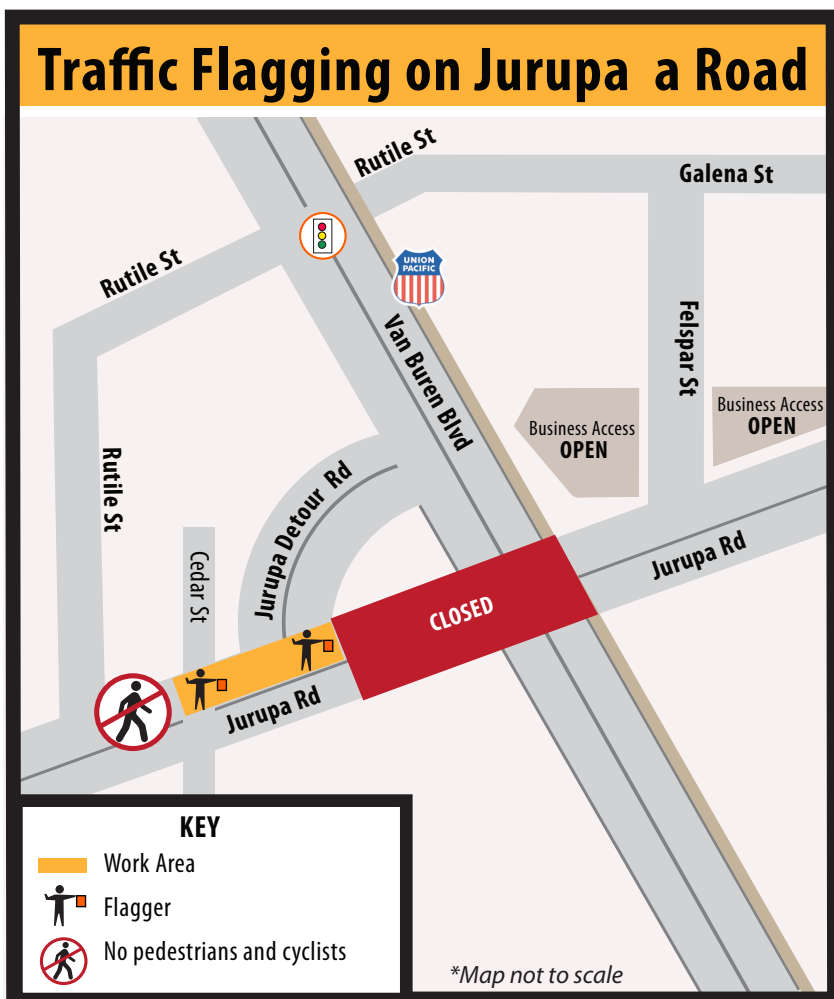 Traffic Flagging on Jurupa a Road
Rutile St
Galena St
Rutile St
UNION
PACIFIC
Van Buren Blvd
Felspar St
Business Access
OPEN
Business Access
OPEN
Rutile St
Jurupa Detour Rd
Cedar St
Jurupa Rd
CLOSED
Jurupa Rd
KEY
Work Area
Flagger
No pedestrians and cyclists
*Map not to scale